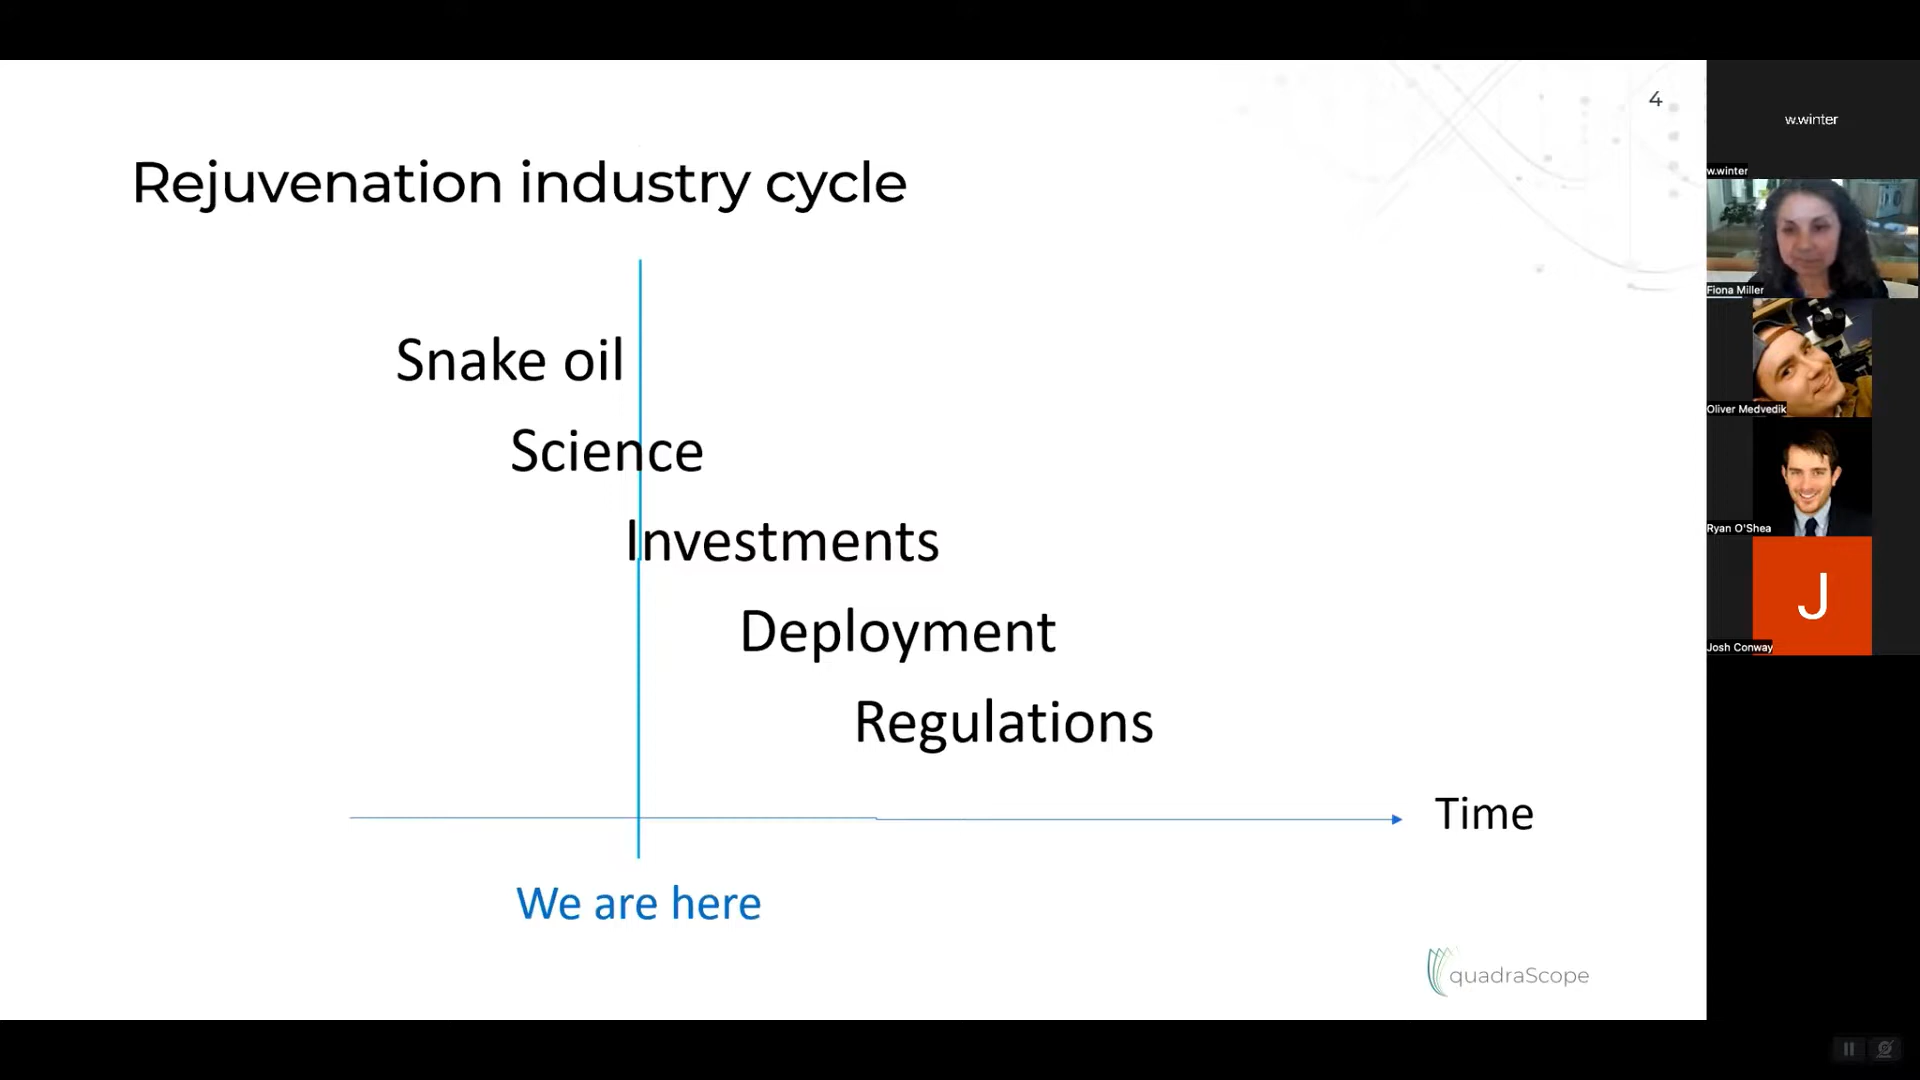 4
Rejuvenation industry cycle
Snake oil
Science
Investments
Deployment
Regulations
Time
We are here
quadraScope
w.winter
w.winter
Fiona Miller
Oliver Medvedik
Ryan O'Shea
J
Josh Conway